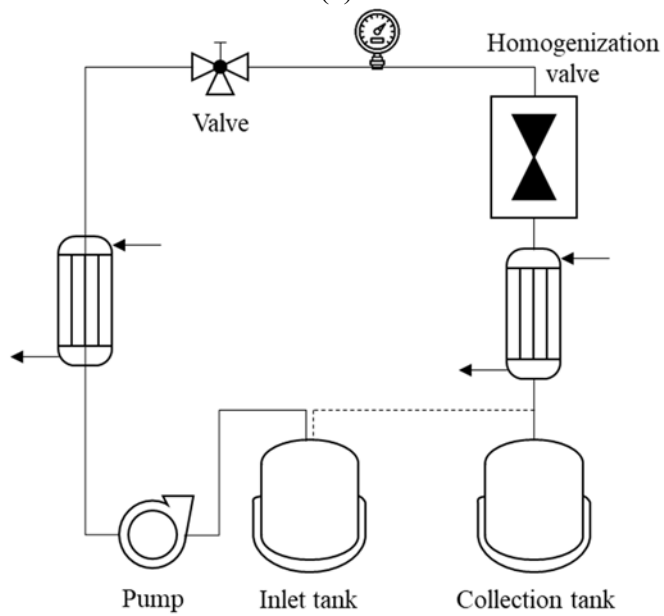 Homogenization
valve
Valve
Pump
Inlet tank
Collection tank